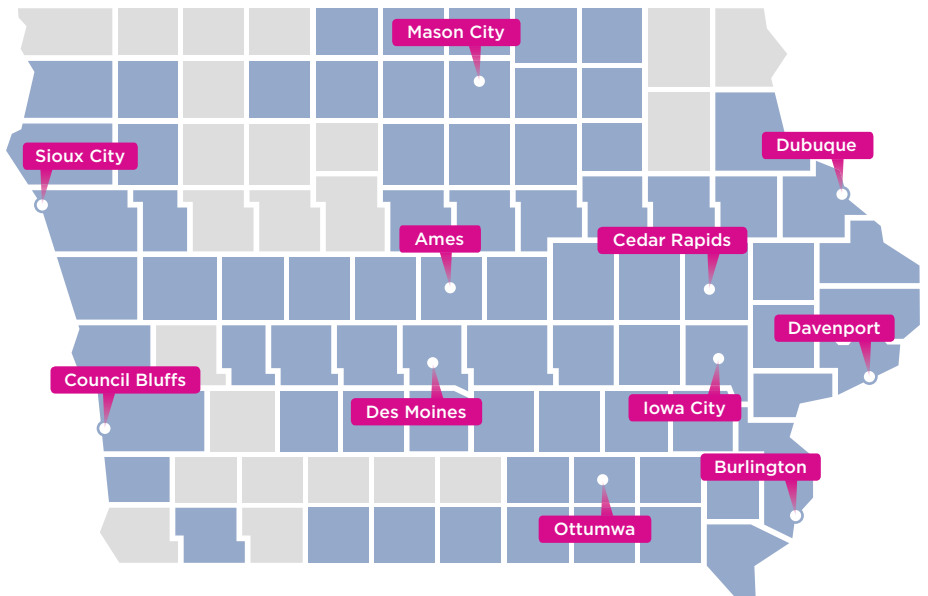 Mason City
Dubuque
Sioux City
Ames
Cedar Rapids
Davenport
Council Bluffs
Des Moines
Iowa City
Burlington
Ottumwa